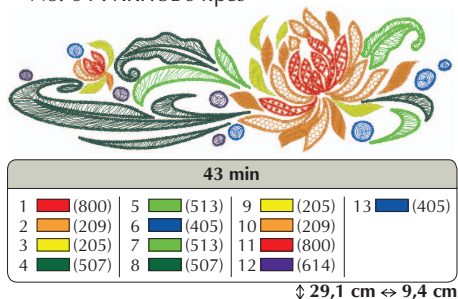 43 min
1 (800) 5 (513) 9 (205) 13 (405)
2 (209) 6 (405) 10 (209)
3 (205) 7 (513) 11 (800)
4 (507) 8 (507) 12 (614)
⇕ 29,1 cm ⇔ 9,4 cm